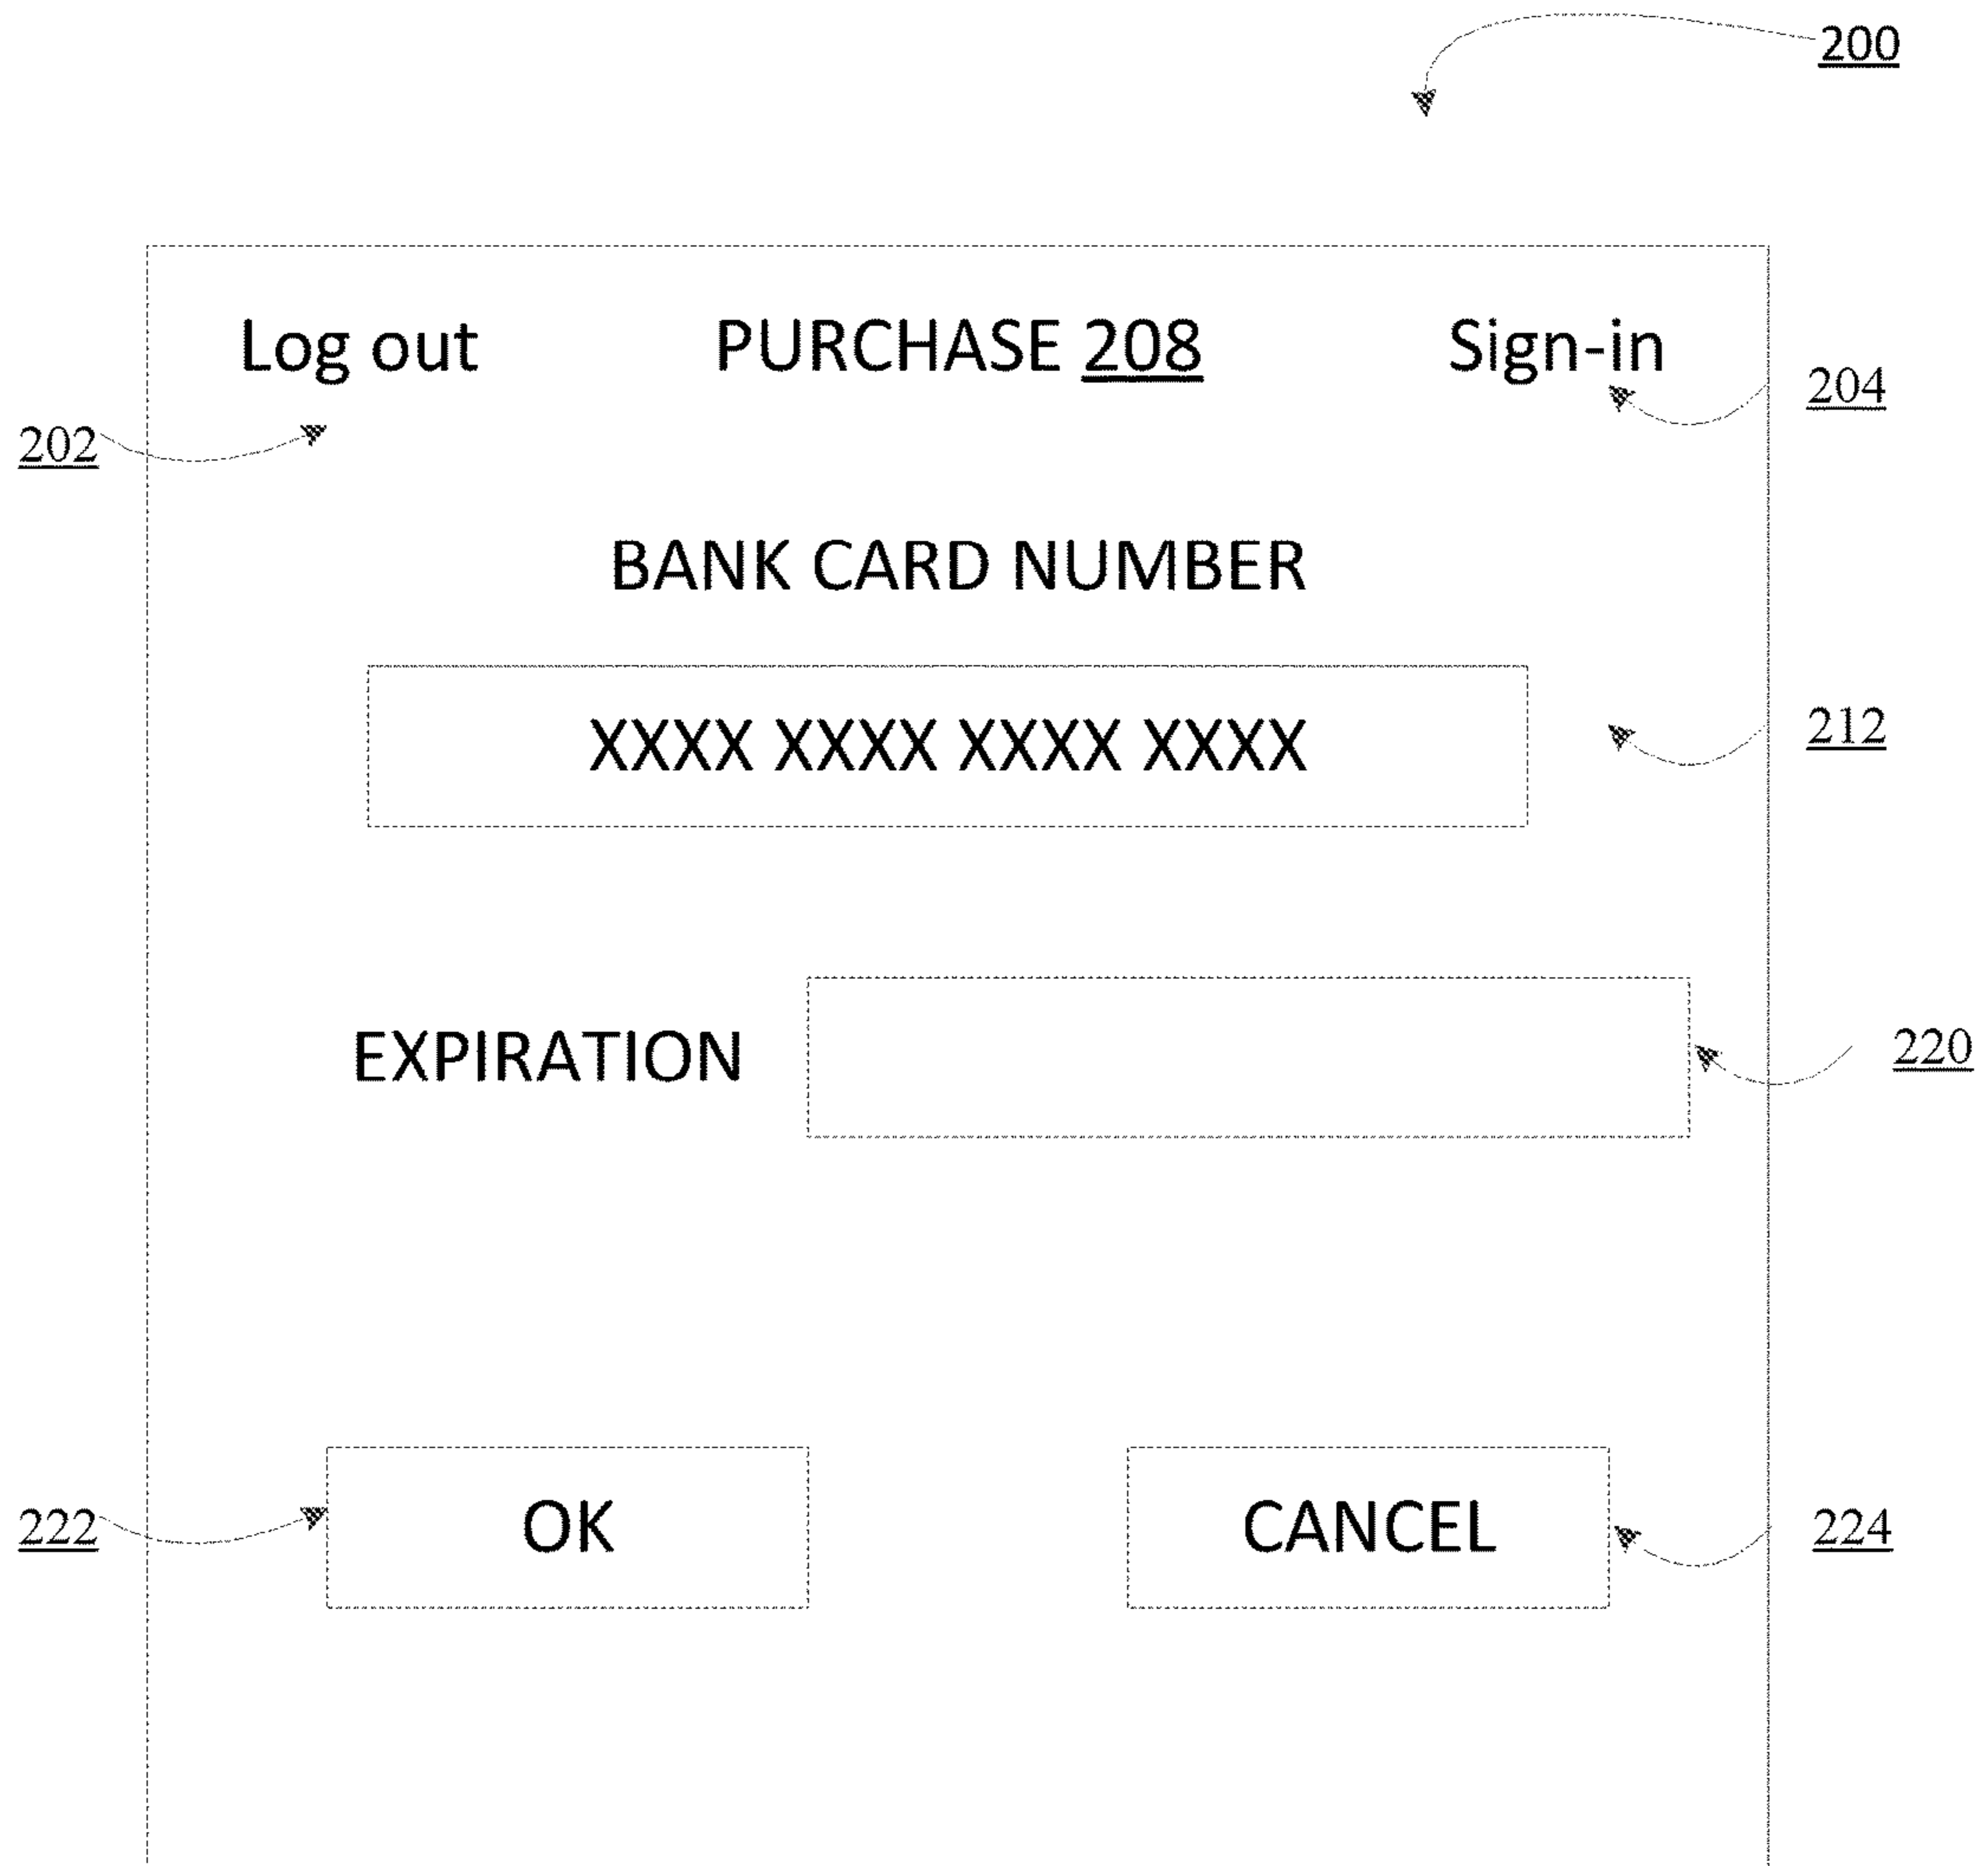 200
Log out PURCHASE 208 Sign-in
204
202
BANK CARD NUMBER
XXXX XXXX XXXX XXXX
212
EXPIRATION
220
222
OK
CANCEL
224